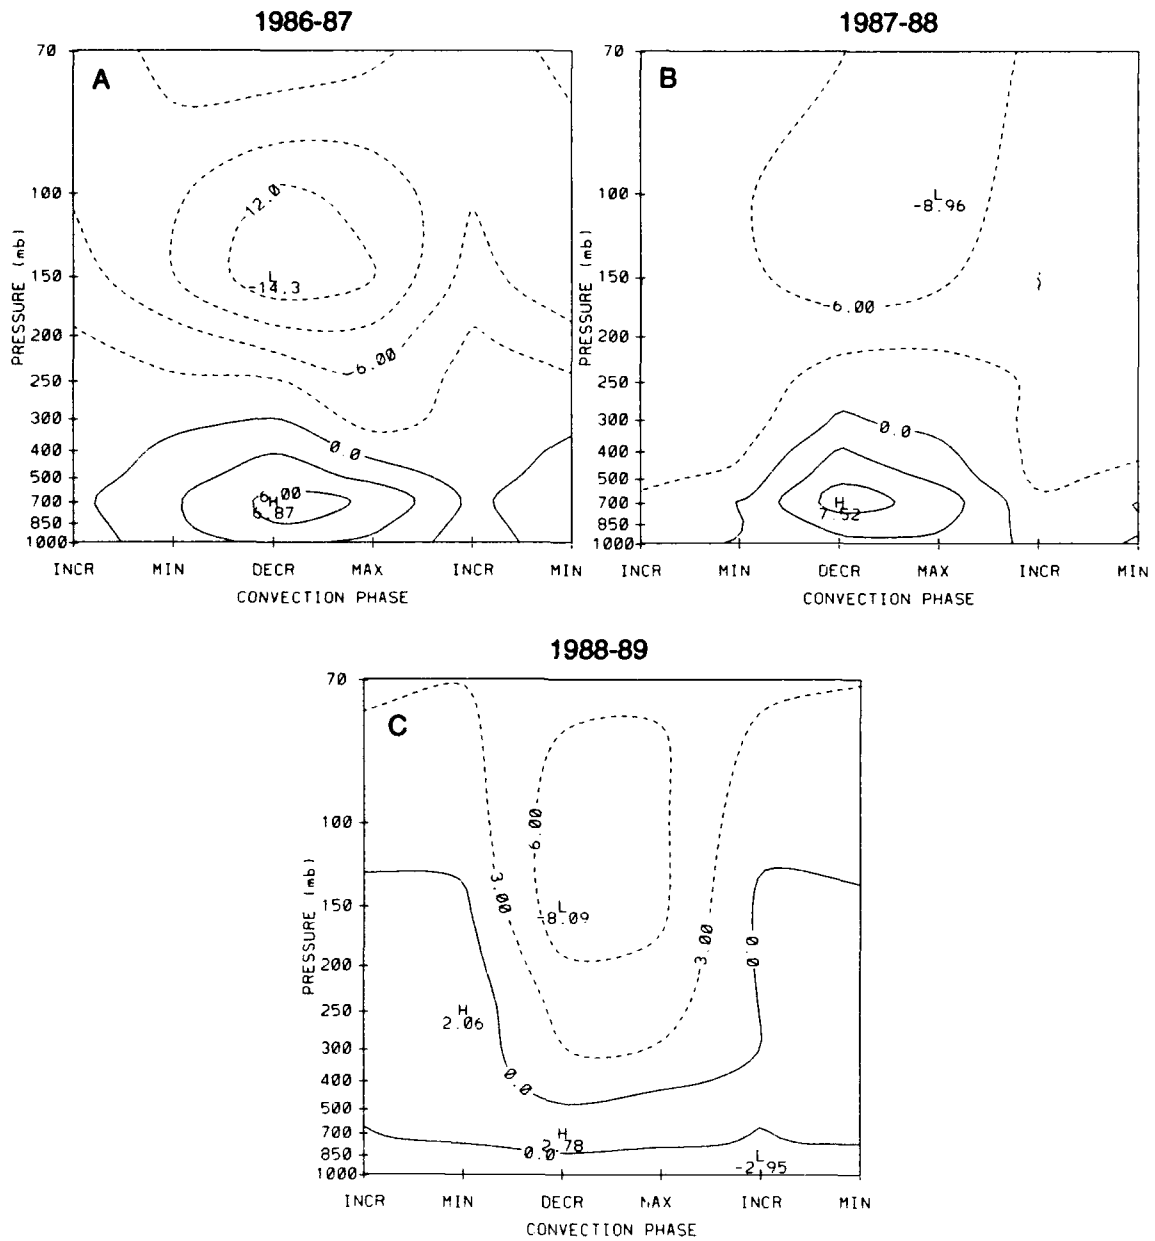 1986-87
A
70
100
150
200
250
300
400
500
700
850
1000
PRESSURE (mb)
-12.0
L
-14.3
-6.00
0.0
6.00
H
6.87
INCR MIN DECR MAX INCR MIN
CONVECTION PHASE
1987-88
B
70
100
150
200
250
300
400
500
700
850
1000
PRESSURE (mb)
L
-8.96
-6.00
0.0
H
7.52
INCR MIN DECR MAX INCR MIN
CONVECTION PHASE
1988-89
C
70
100
150
200
250
300
400
500
700
850
1000
PRESSURE (mb)
6.00
3.00
L
-8.09
3.00
0.0
H
2.06
0.0
H
2.78
0.0
L
-2.95
INCR MIN DECR MAX INCR MIN
CONVECTION PHASE